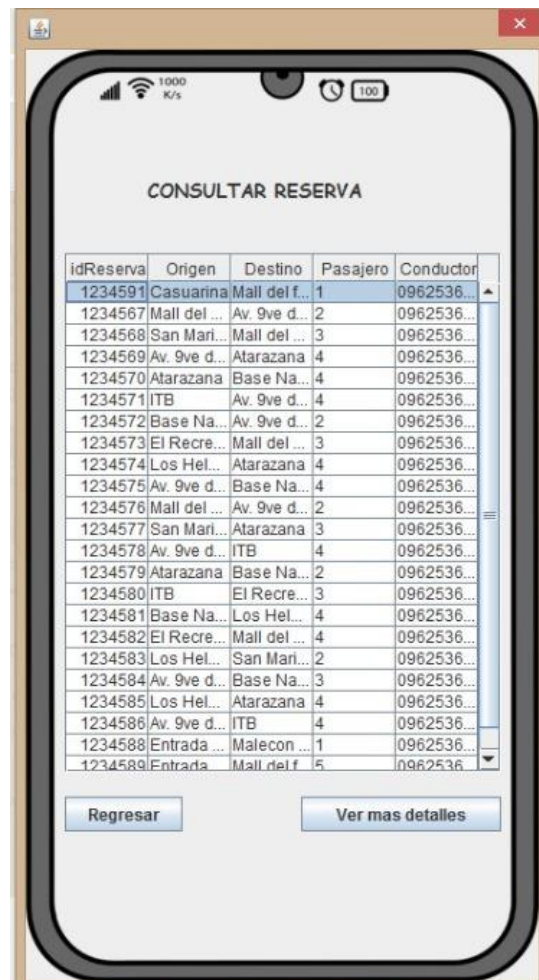 1000
K/s
100
CONSULTAR RESERVA
idReserva Origen Destino Pasajero Conductor
1234591 Casuarina Mall del f... 1 0962536...
1234567 Mall del ... Av. 9ve d... 2 0962536...
1234568 San Mari... Mall del ... 3 0962536...
1234569 Av. 9ve d... Atarazana 4 0962536...
1234570 Atarazana Base Na... 4 0962536...
1234571 ITB Av. 9ve d... 4 0962536...
1234572 Base Na... Av. 9ve d... 2 0962536...
1234573 El Recre... Mall del ... 3 0962536...
1234574 Los Hel... Atarazana 4 0962536...
1234575 Av. 9ve d... Base Na... 4 0962536...
1234576 Mall del ... Av. 9ve d... 2 0962536...
1234577 San Mari... Atarazana 3 0962536...
1234578 Av. 9ve d... ITB 4 0962536...
1234579 Atarazana Base Na... 2 0962536...
1234580 ITB El Recre... 3 0962536...
1234581 Base Na... Los Hel... 4 0962536...
1234582 El Recre... Mall del ... 4 0962536...
1234583 Los Hel... San Mari... 2 0962536...
1234584 Av. 9ve d... Base Na... 3 0962536...
1234585 Los Hel... Atarazana 4 0962536...
1234586 Av. 9ve d... ITB 4 0962536...
1234588 Entrada ... Malecon ... 1 0962536...
1234589 Entrada ... Mall del f... 5 0962536...
Regresar Ver mas detalles